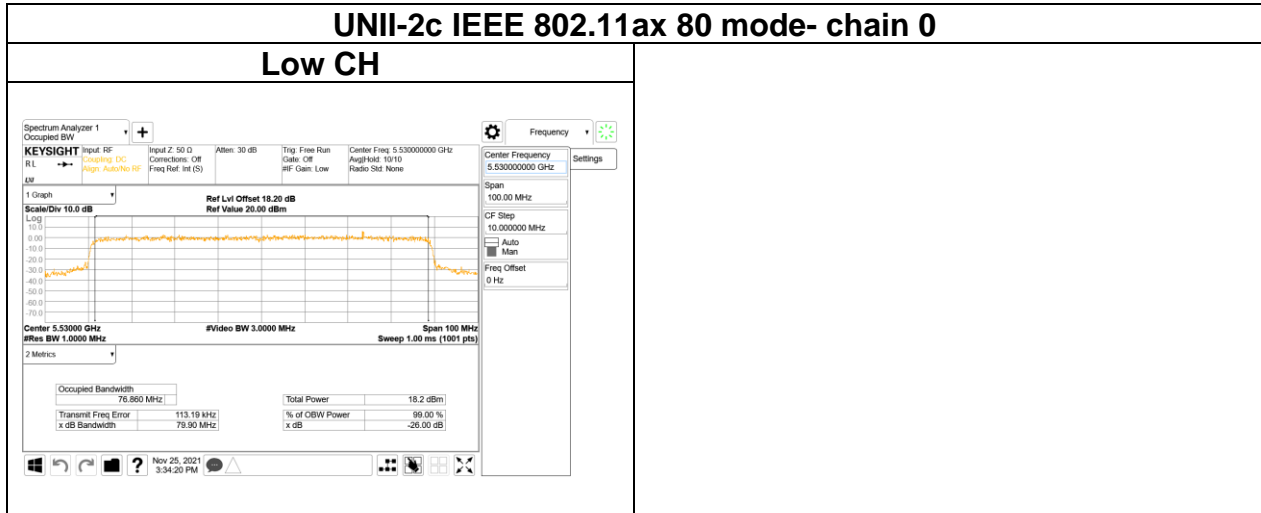 UNII-2c IEEE 802.11ax 80 mode- chain 0
Low CH
Spectrum Analyzer 1
Occupied BW
Frequency
KEYSIGHT
RL
Input: RF
Coupling: DC
Align: Auto/No RF
Input Z: 50 Ω
Corrections: Off
Freq Ref: Int (S)
Atten: 30 dB
Trig: Free Run
Gate: Off
#IF Gain: Low
Center Freq: 5.530000000 GHz
Avg|Hold: 10/10
Radio Std: None
Center Frequency
5.530000000 GHz
Settings
Span
100.00 MHz
CF Step
10.000000 MHz
Auto
Man
Freq Offset
0 Hz
1 Graph
Scale/Div 10.0 dB
Ref Lvl Offset 18.20 dB
Ref Value 20.00 dBm
Log
10.0
0.00
-10.0
-20.0
-30.0
-40.0
-50.0
-60.0
-70.0
Center 5.53000 GHz
#Res BW 1.0000 MHz
#Video BW 3.0000 MHz
Span 100 MHz
Sweep 1.00 ms (1001 pts)
2 Metrics
Occupied Bandwidth
76.860 MHz
Transmit Freq Error 113.19 kHz
x dB Bandwidth 79.90 MHz
Total Power 18.2 dBm
% of OBW Power 99.00 %
x dB -26.00 dB
?
Nov 25, 2021
3:34:20 PM